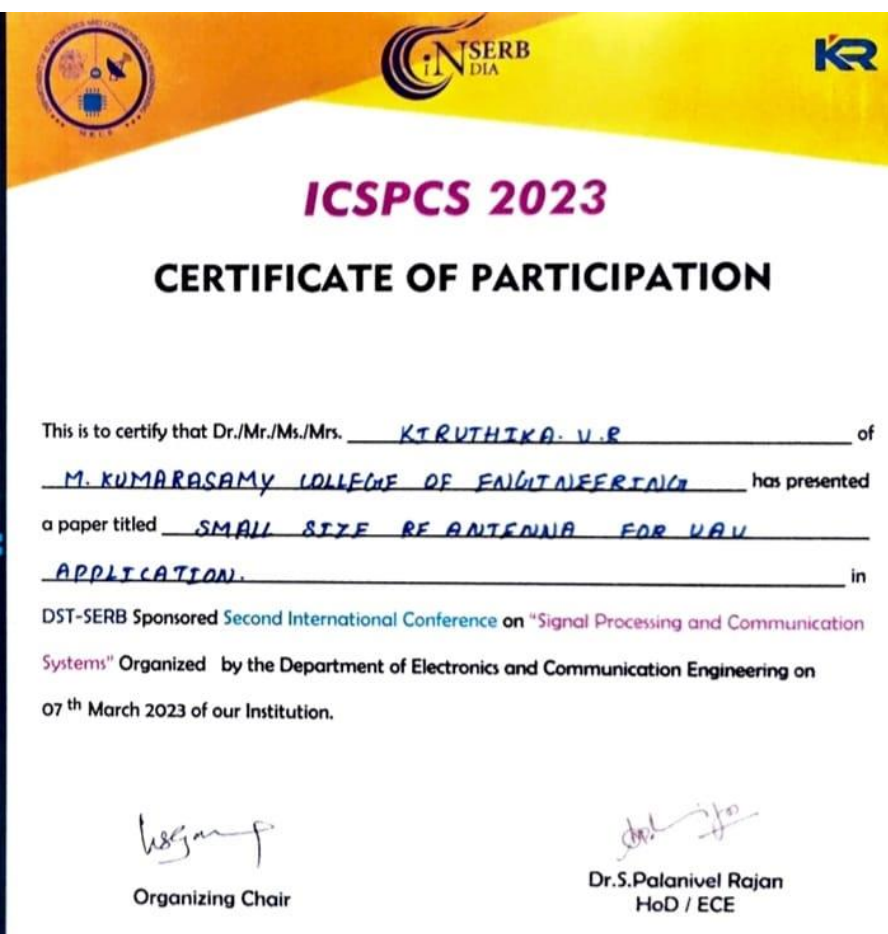 iNSERB
DIA
KR
ICSPCS 2023
CERTIFICATE OF PARTICIPATION
This is to certify that Dr./Mr./Ms./Mrs. KIRUTHIKA. V.R of
M. KUMARASAMY COLLEGE OF ENGINEERING has presented
a paper titled SMALL SIZE RF ANTENNA FOR UAV
APPLICATION. in
DST-SERB Sponsored Second International Conference on "Signal Processing and Communication
Systems" Organized by the Department of Electronics and Communication Engineering on
07 th March 2023 of our Institution.
Organizing Chair
Dr.S.Palanivel Rajan
HoD / ECE